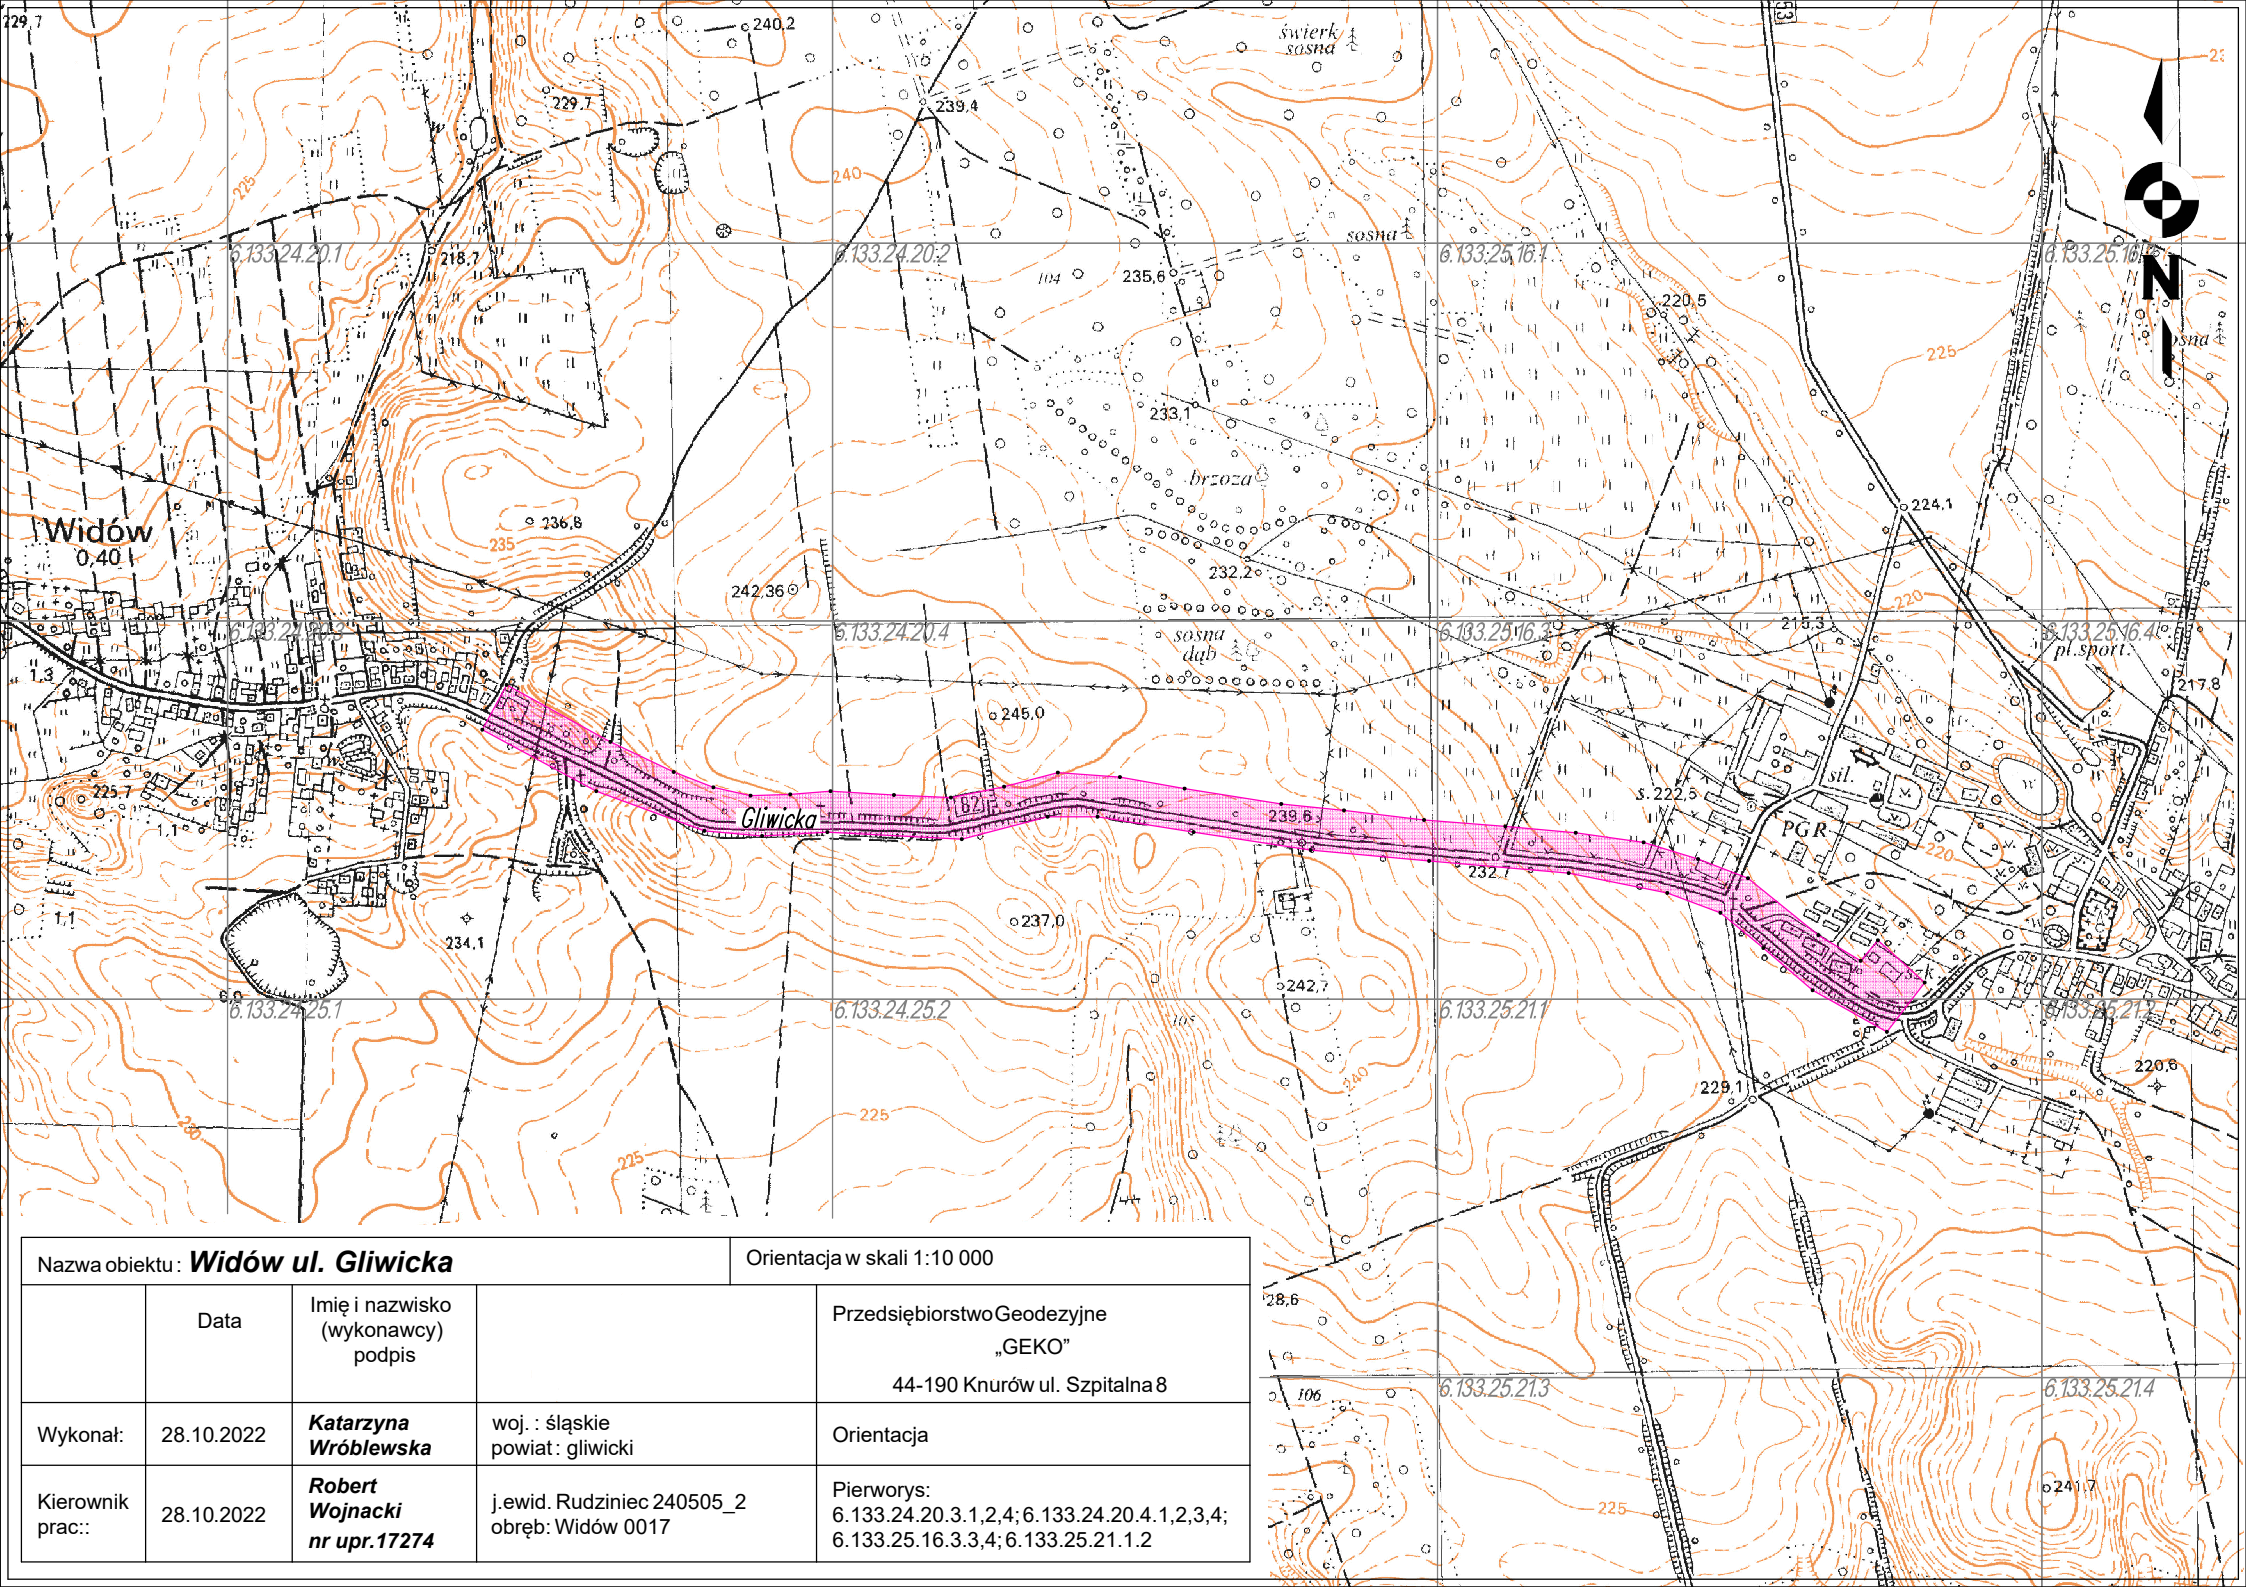 229,7
240,2
świerk
sosna
53
229.7
239,4
W
225
240
sosna
6.133.24.20.1
6.133.24.20.2
6.133.25.16.1
218,7
104
235,6
220,5
N
225
233,1
brzoza
224,1
Widów
0,40
236,8
235
242,36
232,2
220
215,3
6.133.24.20.3
6.133.24.20.4
6.133.25.16.3
6.133.25.16.4
sosna
dąb
pl.sport.
1.3
217,8
245,0
225.7
1.1
Gliwicka
82
239,6
s.222,5
sil.
w
PGR
220
232,7
1.1
234,1
237,0
242,7
6.133.24.25.1
6.133.24.25.2
6.133.25.21.1
6.133.25.21.2
105
240
229,1
220,6
230
225
225
28,6
106
6.133.25.21.3
6.133.25.21.4
225
241,7
Nazwa obiektu : Widów ul. Gliwicka
Orientacja w skali 1:10 000
Data
Imię i nazwisko
(wykonawcy)
podpis
Przedsiębiorstwo Geodezyjne
„GEKO”
44-190 Knurów ul. Szpitalna 8
Wykonał:
28.10.2022
Katarzyna
Wróblewska
woj. : śląskie
powiat : gliwicki
Orientacja
Kierownik
prac::
28.10.2022
Robert
Wojnacki
nr upr.17274
j.ewid. Rudziniec 240505_2
obręb: Widów 0017
Pierworys:
6.133.24.20.3.1,2,4; 6.133.24.20.4.1,2,3,4;
6.133.25.16.3.3,4; 6.133.25.21.1.2